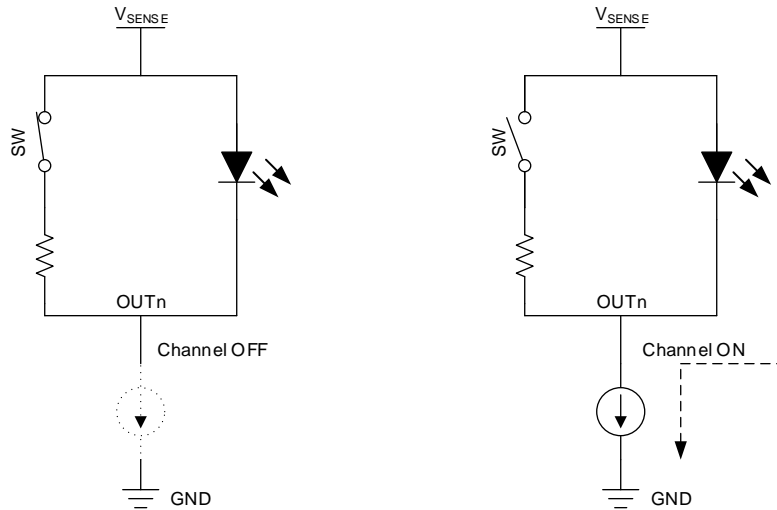 VSENSE
SW
OUTn
Channel OFF
GND
VSENSE
SW
OUTn
Channel ON
GND